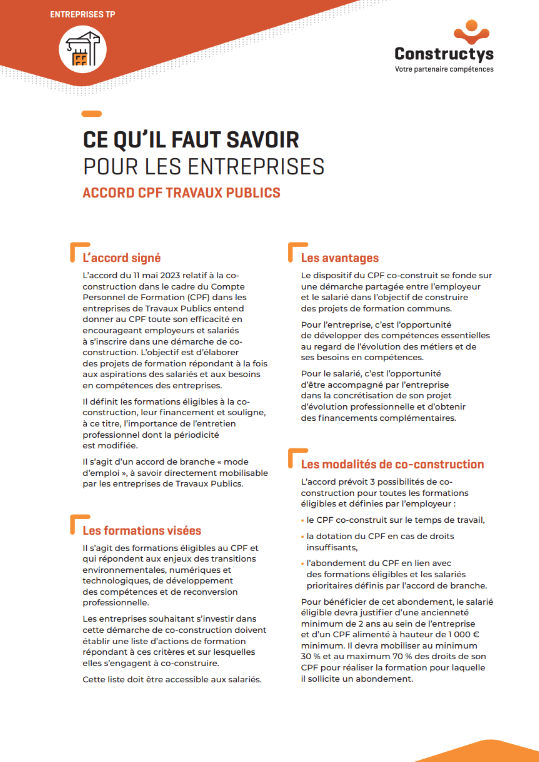 ENTREPRISES TP
Constructys
Votre partenaire compétences
CE QU'IL FAUT SAVOIR
POUR LES ENTREPRISES
ACCORD CPF TRAVAUX PUBLICS
L'accord signé
L'accord du 11 mai 2023 relatif à la co-
construction dans le cadre du Compte
Personnel de Formation (CPF) dans les
entreprises de Travaux Publics entend
donner au CPF toute son efficacité en
encourageant employeurs et salariés
à s'inscrire dans une démarche de co-
construction. L'objectif est d'élaborer
des projets de formation répondant à la fois
aux aspirations des salariés et aux besoins
en compétences des entreprises.
Il définit les formations éligibles à la co-
construction, leur financement et souligne,
à ce titre, l'importance de l'entretien
professionnel dont la périodicité
est modifiée.
Il s'agit d'un accord de branche « mode
d'emploi », à savoir directement mobilisable
par les entreprises de Travaux Publics.
Les formations visées
Il s'agit des formations éligibles au CPF et
qui répondent aux enjeux des transitions
environnementales, numériques et
technologiques, de développement
des compétences et de reconversion
professionnelle.
Les entreprises souhaitant s'investir dans
cette démarche de co-construction doivent
établir une liste d'actions de formation
répondant à ces critères et sur lesquelles
elles s'engagent à co-construire.
Cette liste doit être accessible aux salariés.
Les avantages
Le dispositif du CPF co-construit se fonde sur
une démarche partagée entre l'employeur
et le salarié dans l'objectif de construire
des projets de formation communs.
Pour l'entreprise, c'est l'opportunité
de développer des compétences essentielles
au regard de l'évolution des métiers et de
ses besoins en compétences.
Pour le salarié, c'est l'opportunité
d'être accompagné par l'entreprise
dans la concrétisation de son projet
d'évolution professionnelle et d'obtenir
des financements complémentaires.
Les modalités de co-construction
L'accord prévoit 3 possibilités de co-
construction pour toutes les formations
éligibles et définies par l'employeur :
• le CPF co-construit sur le temps de travail,
• la dotation du CPF en cas de droits
insuffisants,
• l'abondement du CPF en lien avec
des formations éligibles et les salariés
prioritaires définis par l'accord de branche.
Pour bénéficier de cet abondement, le salarié
éligible devra justifier d'une ancienneté
minimum de 2 ans au sein de l'entreprise
et d'un CPF alimenté à hauteur de 1 000 €
minimum. Il devra mobiliser au minimum
30 % et au maximum 70 % des droits de son
CPF pour réaliser la formation pour laquelle
il sollicite un abondement.